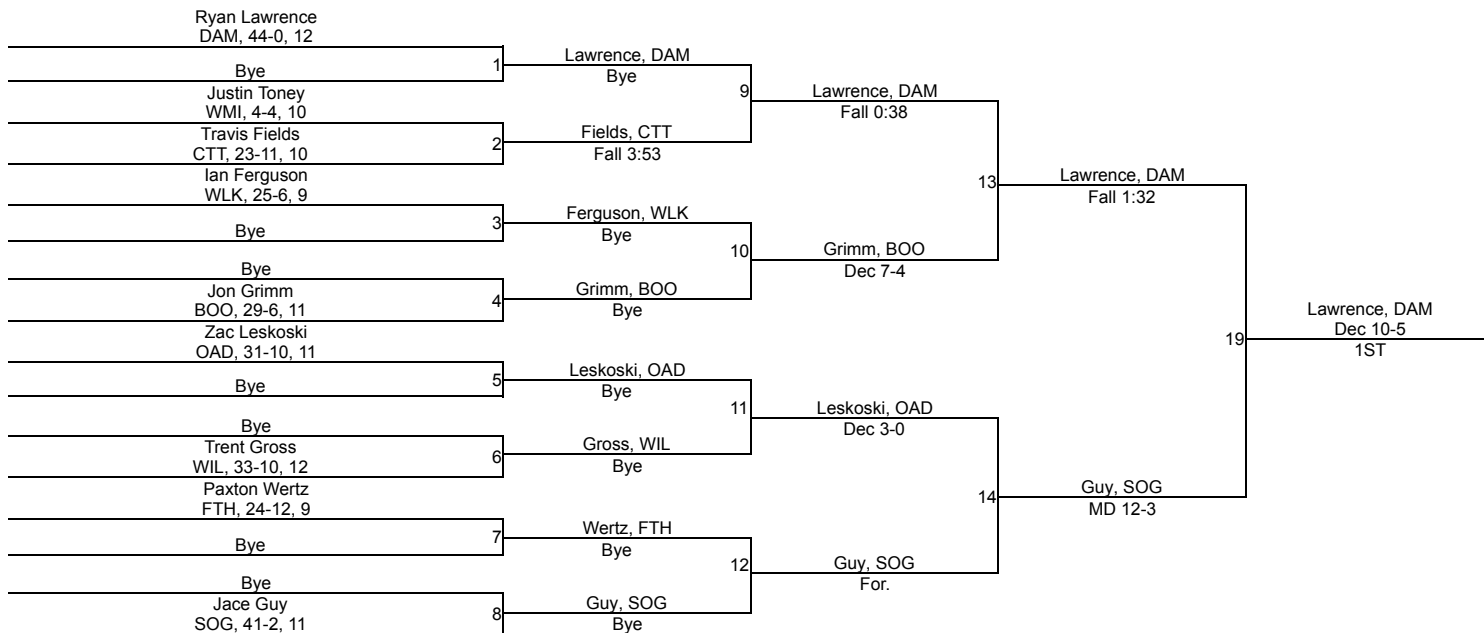 Ryan Lawrence
DAM, 44-0, 12
Bye
1
Justin Toney
WMI, 4-4, 10
Travis Fields
CTT, 23-11, 10
2
Ian Ferguson
WLK, 25-6, 9
Bye
3
Bye
Jon Grimm
BOO, 29-6, 11
4
Zac Leskoski
OAD, 31-10, 11
Bye
5
Bye
Trent Gross
WIL, 33-10, 12
6
Paxton Wertz
FTH, 24-12, 9
Bye
7
Bye
Jace Guy
SOG, 41-2, 11
8
Lawrence, DAM
Bye
9
Fields, CTT
Fall 3:53
Ferguson, WLK
Bye
10
Grimm, BOO
Bye
Leskoski, OAD
Bye
11
Gross, WIL
Bye
Wertz, FTH
Bye
12
Guy, SOG
Bye
Lawrence, DAM
Fall 0:38
13
Grimm, BOO
Dec 7-4
Leskoski, OAD
Dec 3-0
14
Guy, SOG
For.
Lawrence, DAM
Fall 1:32
19
Guy, SOG
MD 12-3
Lawrence, DAM
Dec 10-5
1ST